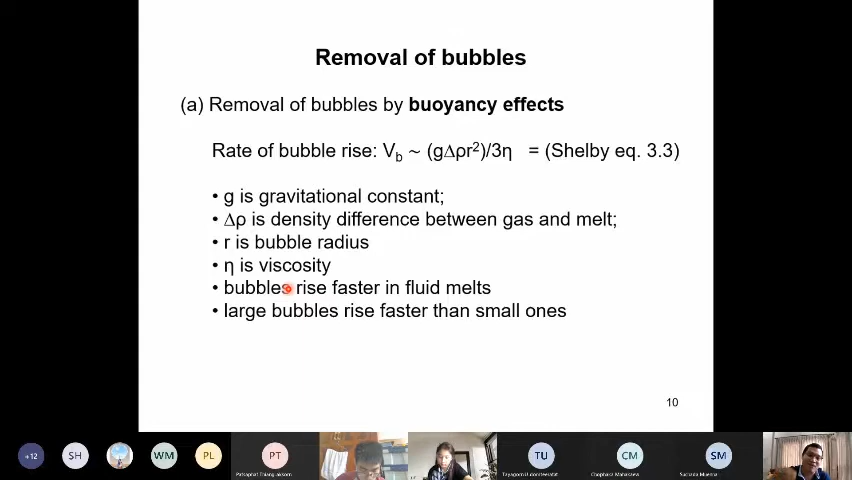 Removal of bubbles
(a) Removal of bubbles by buoyancy effects
Rate of bubble rise: Vb ~ (gΔρr²)/3η = (Shelby eq. 3.3)
• g is gravitational constant;
• Δρ is density difference between gas and melt;
• r is bubble radius
• η is viscosity
• bubbles rise faster in fluid melts
• large bubbles rise faster than small ones
10
+12 SH WM PL PT TU CM SM